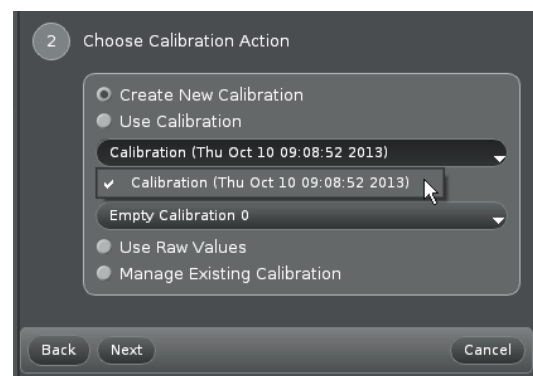 2 Choose Calibration Action
Create New Calibration
Use Calibration
Calibration (Thu Oct 10 09:08:52 2013)
Calibration (Thu Oct 10 09:08:52 2013)
Empty Calibration 0
Use Raw Values
Manage Existing Calibration
Back Next Cancel